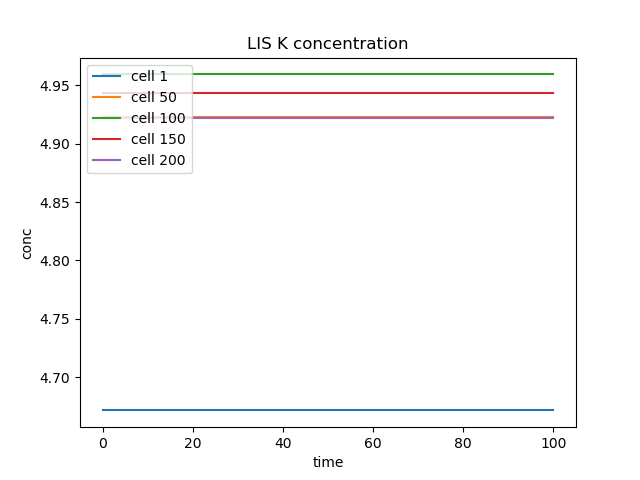 LIS K concentration
cell 1
cell 50
cell 100
cell 150
cell 200
4.95
4.90
4.85
4.80
4.75
4.70
conc
0 20 40 60 80 100
time